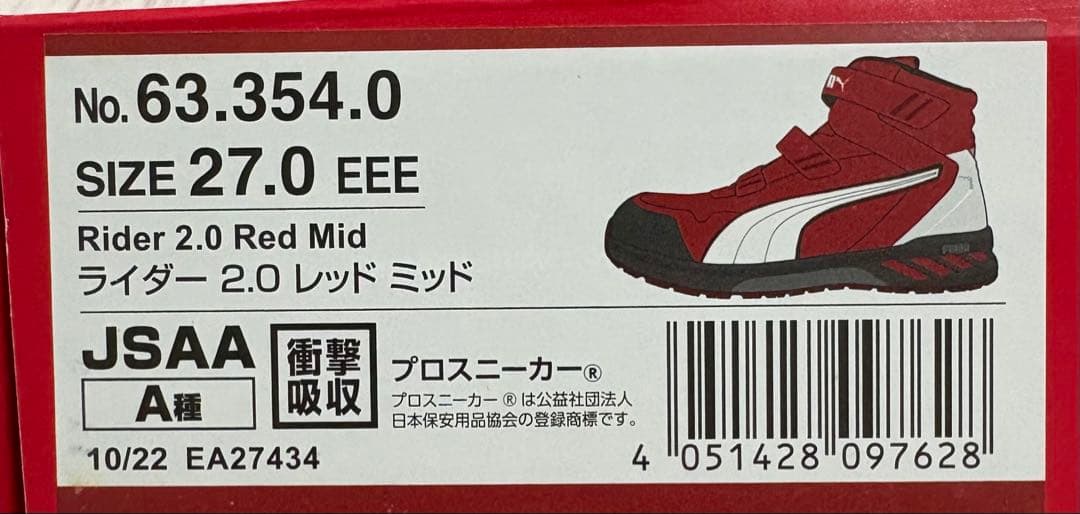 No. 63.354.0
SIZE 27.0 EEE
Rider 2.0 Red Mid
ライダー 2.0 レッド ミッド
JSAA
A種
衝撃
吸収
プロスニーカー®
プロスニーカー®は公益社団法人
日本保安用品協会の登録商標です。
10/22 EA27434
4 051428 097628